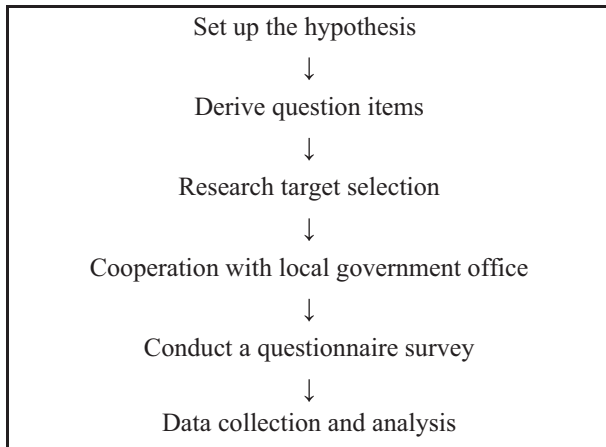 Set up the hypothesis
↓
Derive question items
↓
Research target selection
↓
Cooperation with local government office
↓
Conduct a questionnaire survey
↓
Data collection and analysis